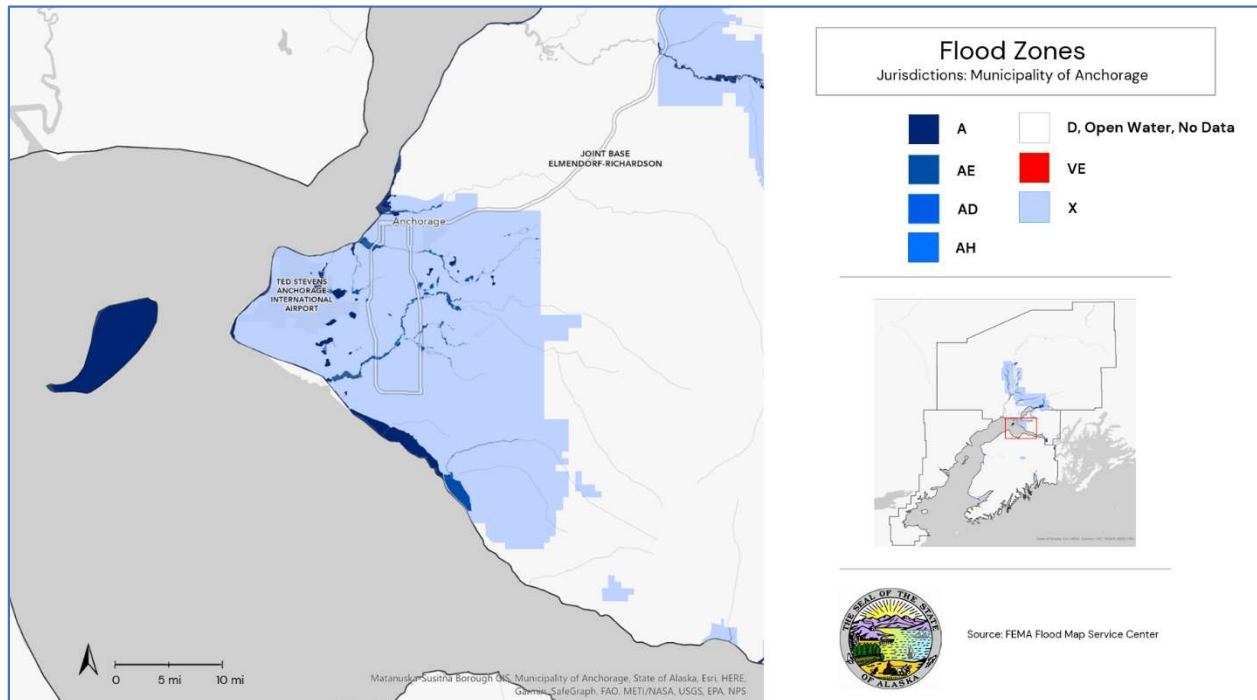 Flood Zones
Jurisdictions: Municipality of Anchorage
A
AE
AD
AH
D, Open Water, No Data
VE
X
JOINT BASE
ELMENDORF-RICHARDSON
Anchorage
TED STEVENS
ANCHORAGE
INTERNATIONAL
AIRPORT
0 5 mi 10 mi
Matanuska-Susitna Borough GIS, Municipality of Anchorage, State of Alaska, Esri, HERE,
Garmin, SafeGraph, FAO, METI/NASA, USGS, EPA, NPS
THE SEAL OF THE STATE
OF ALASKA
Source: FEMA Flood Map Service Center